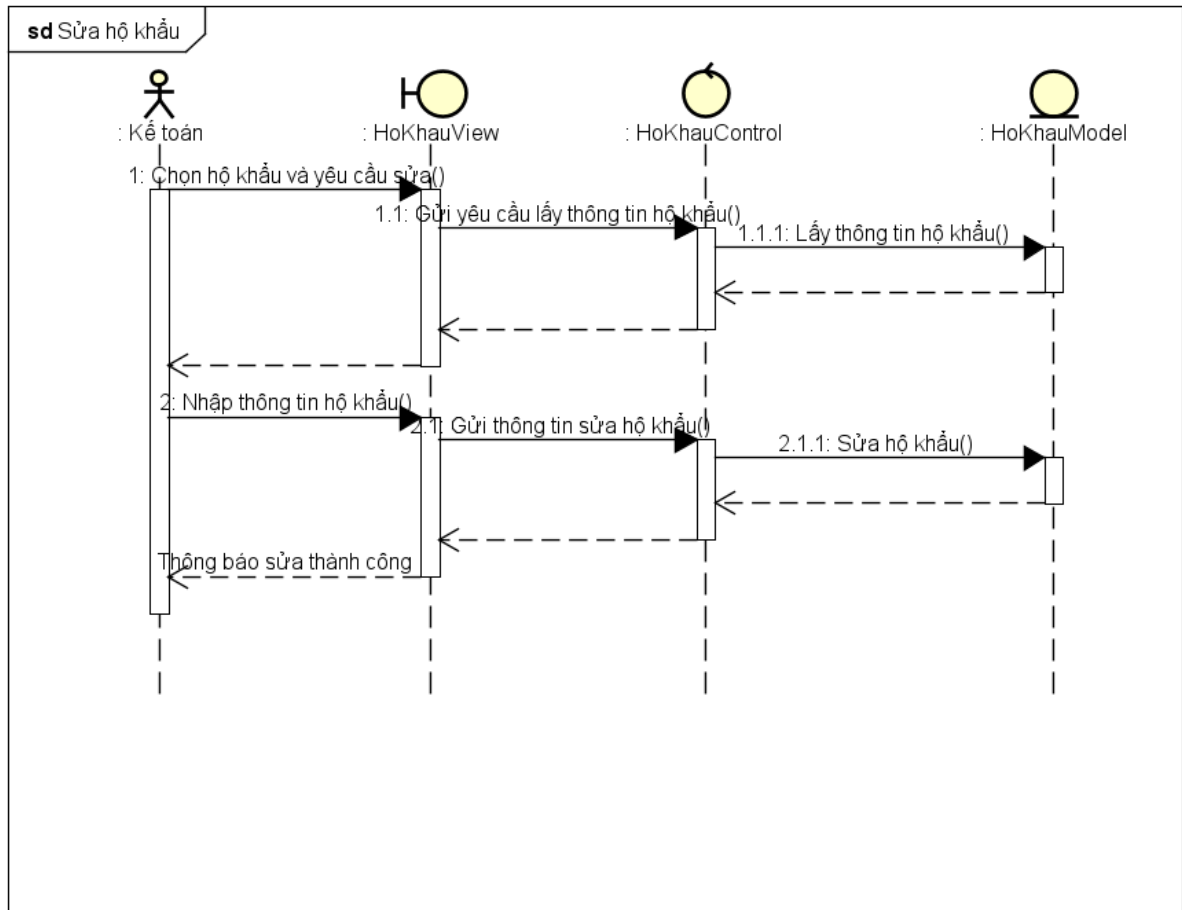 sd Sửa hộ khẩu
: Kế toán
: HoKhauView
: HoKhauControl
: HoKhauModel
1: Chọn hộ khẩu và yêu cầu sửa()
1.1: Gửi yêu cầu lấy thông tin hộ khẩu()
1.1.1: Lấy thông tin hộ khẩu()
2: Nhập thông tin hộ khẩu()
2.1: Gửi thông tin sửa hộ khẩu()
2.1.1: Sửa hộ khẩu()
Thông báo sửa thành công